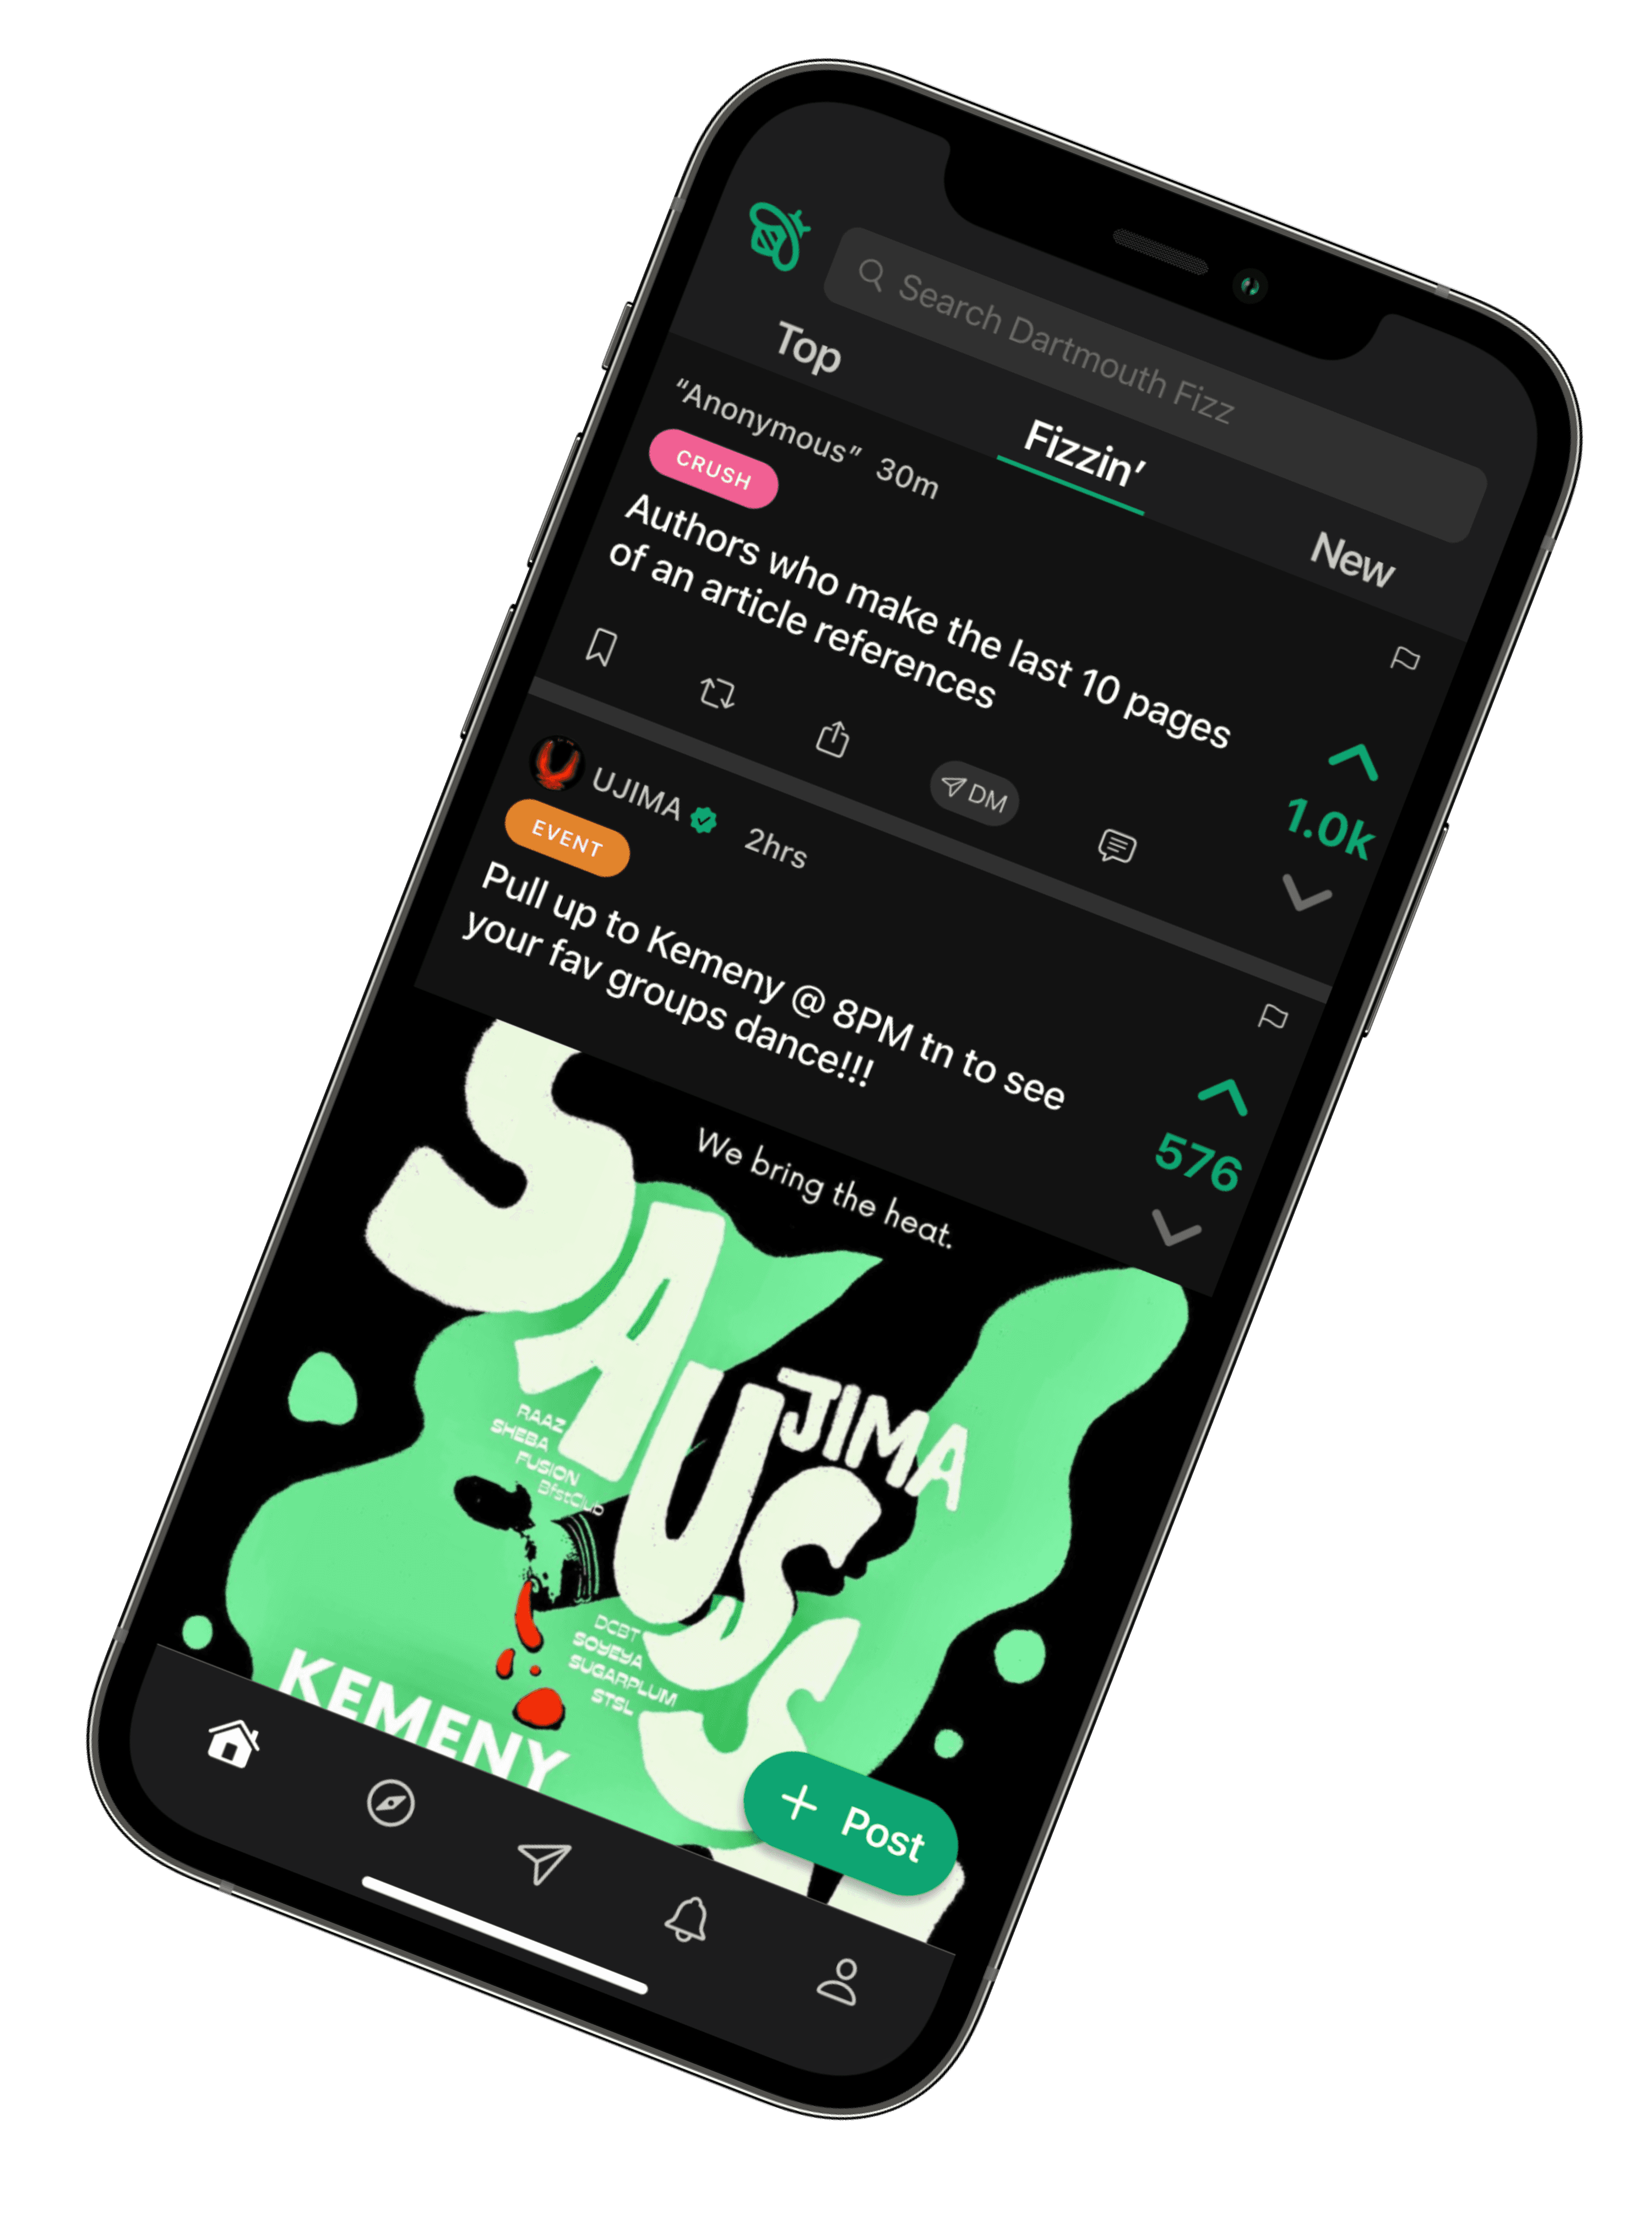 Search Dartmouth Fizz
Top
Fizzin’
New
“Anonymous” 30m
CRUSH
Authors who make the last 10 pages
of an article references
DM
1.0k
UJIMA 2hrs
EVENT
Pull up to Kemeny @ 8PM tn to see
your fav groups dance!!!
576
We bring the heat.
SAUSS
UJIMA
RAAZ
SHEBA
FUSION
BfstClub
DCBT
SOYEYA
SUGARPLUM
STSL
KEMENY
+ Post